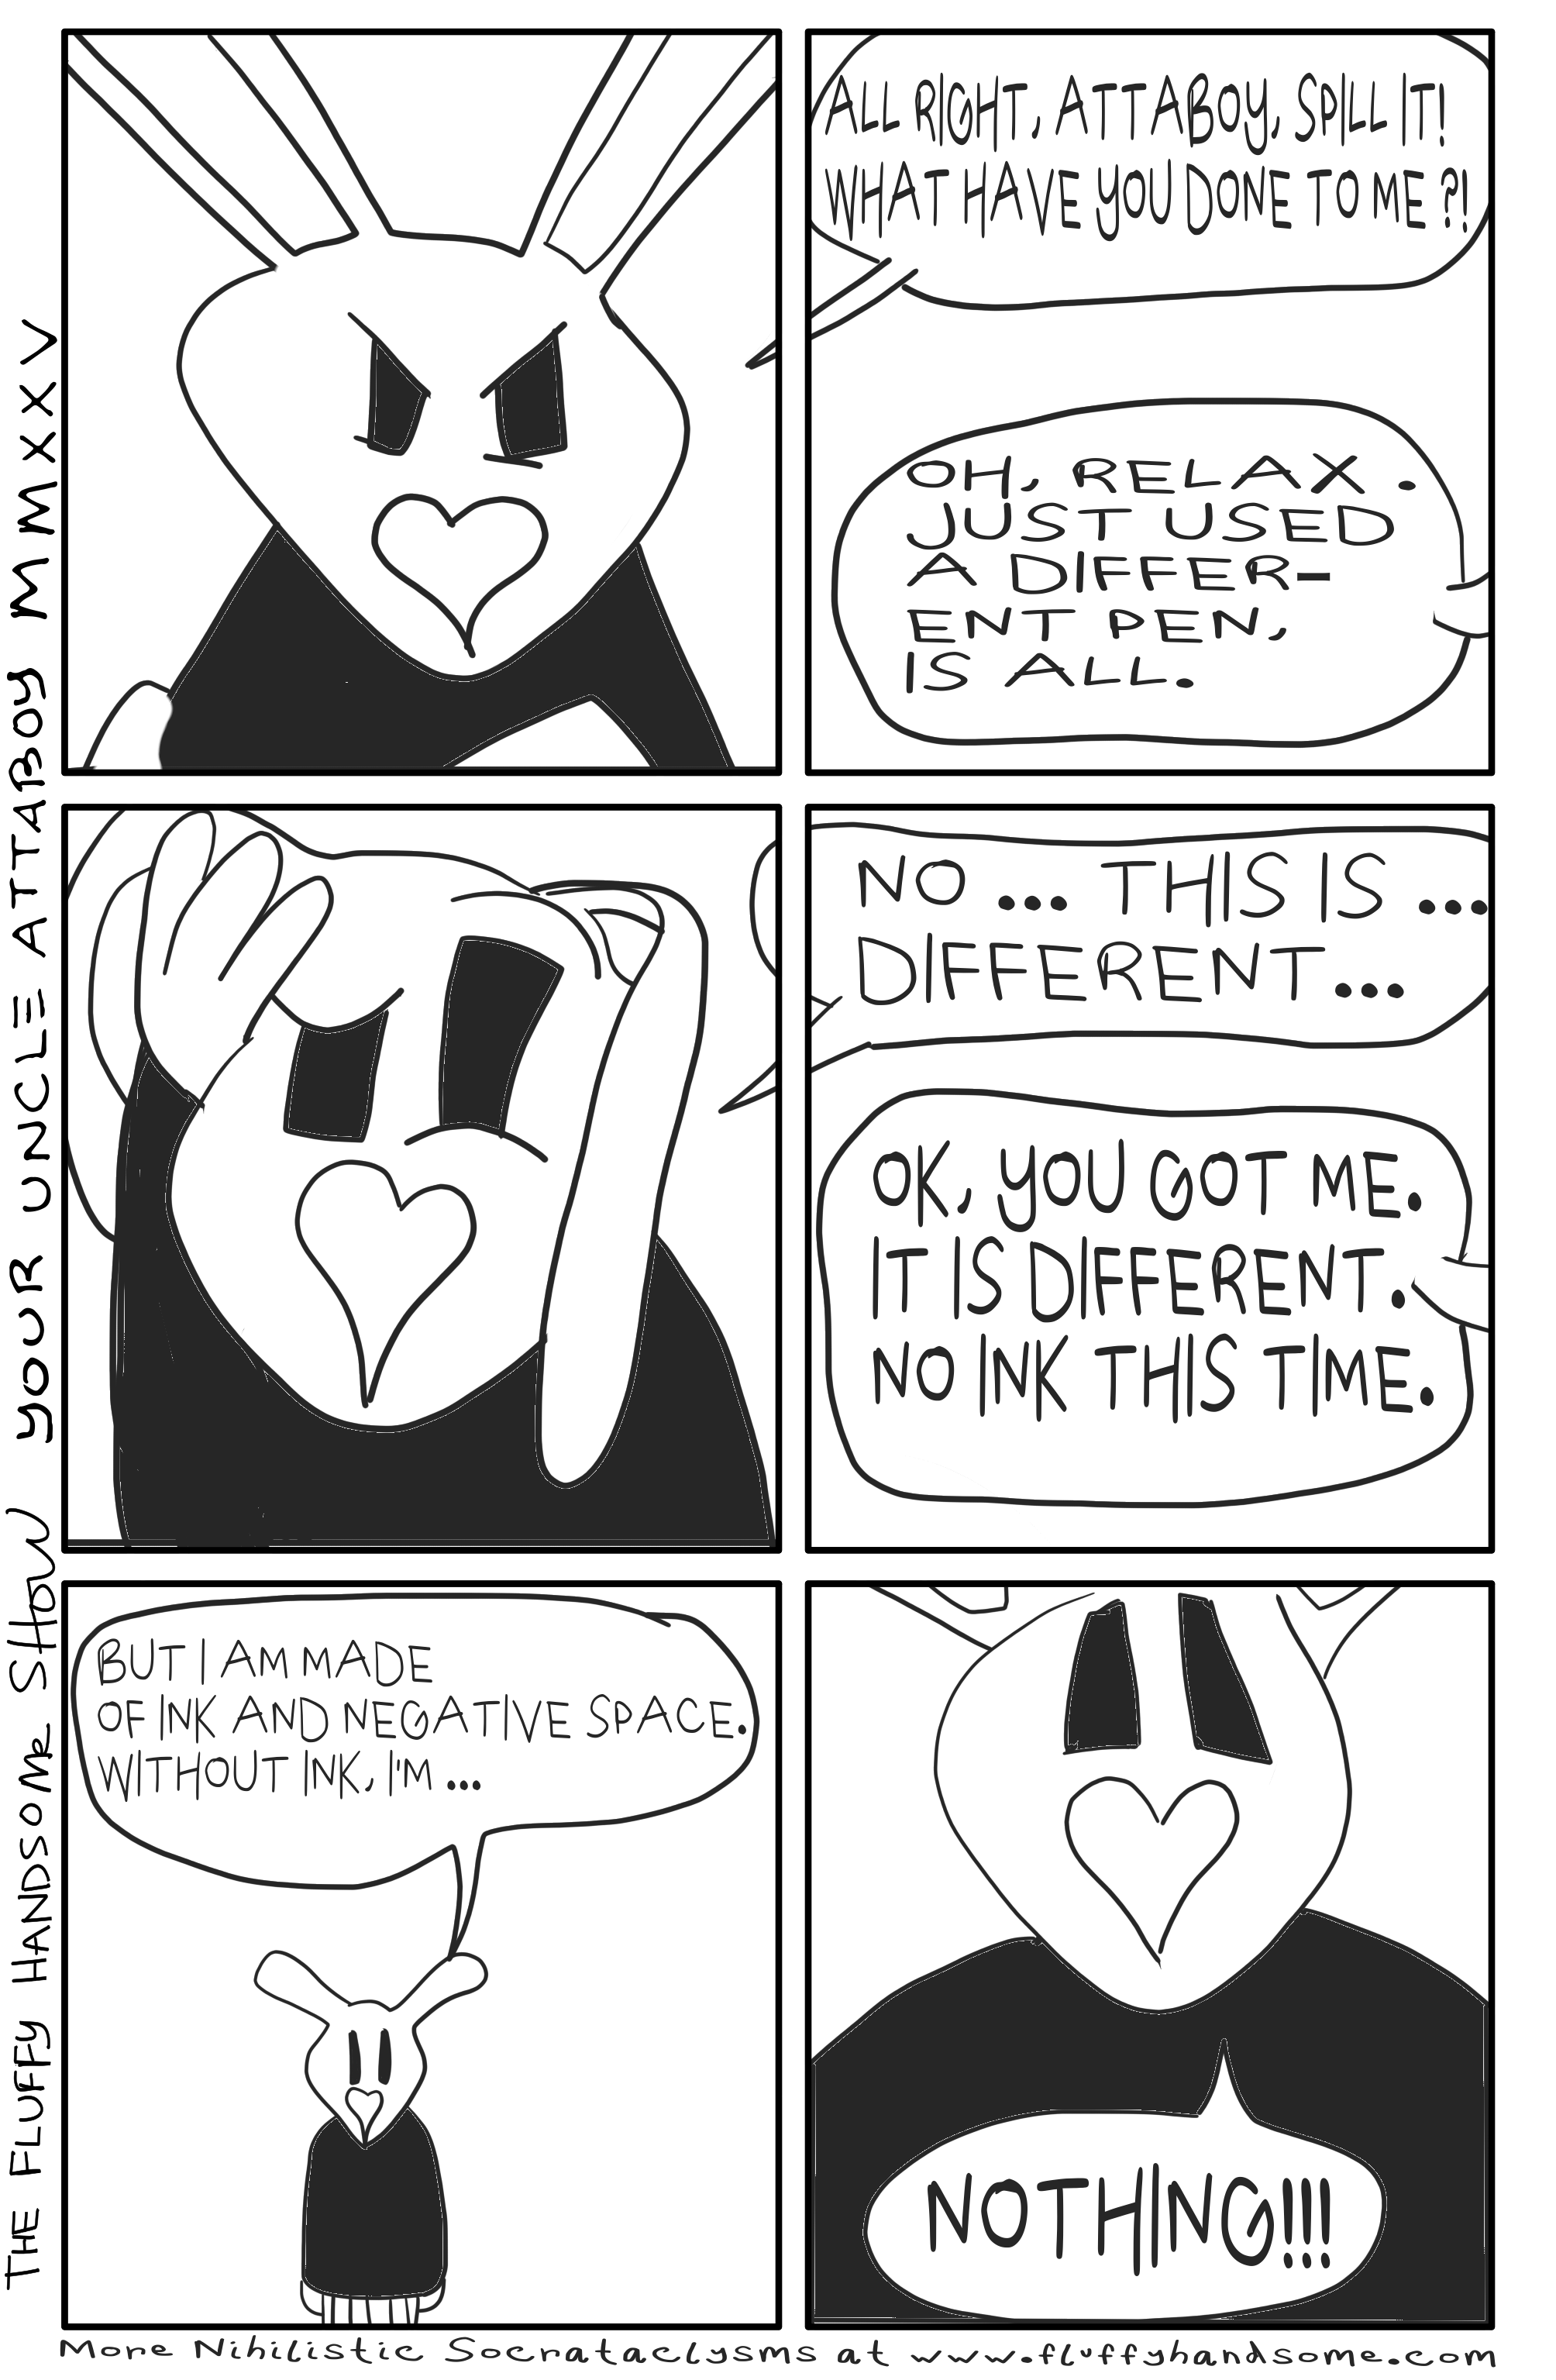 ALL RIGHT, ATTABOY, SPILL IT!
WHAT HAVE YOU DONE TO ME?!
OH, RELAX.
JUST USED
A DIFFER-
ENT PEN,
IS ALL.
NO... THIS IS...
DIFFERENT...
OK, YOU GOT ME.
IT IS DIFFERENT.
NO INK THIS TIME.
BUT I AM MADE
OF INK AND NEGATIVE SPACE.
WITHOUT INK, I'M...
NOTHING!!!
THE FLUFFY HANDSOME SHOW YOUR UNCLE ATTABOY MMXXV
More Nihilistic Socrataclysms at www.fluffyhandsome.com